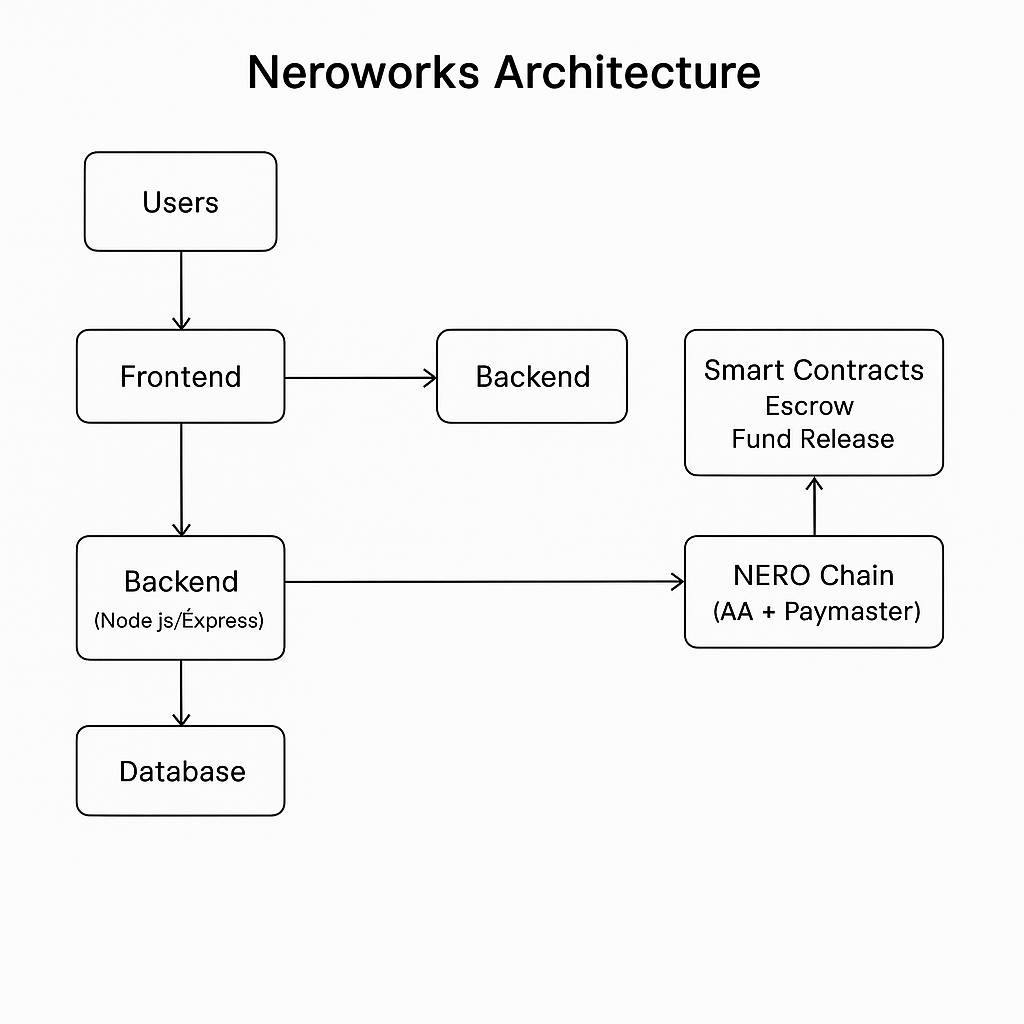 Neroworks Architecture
Users
Frontend
Backend
Smart Contracts
Escrow
Fund Release
Backend
(Node js/Éxpress)
NERO Chain
(AA + Paymaster)
Database